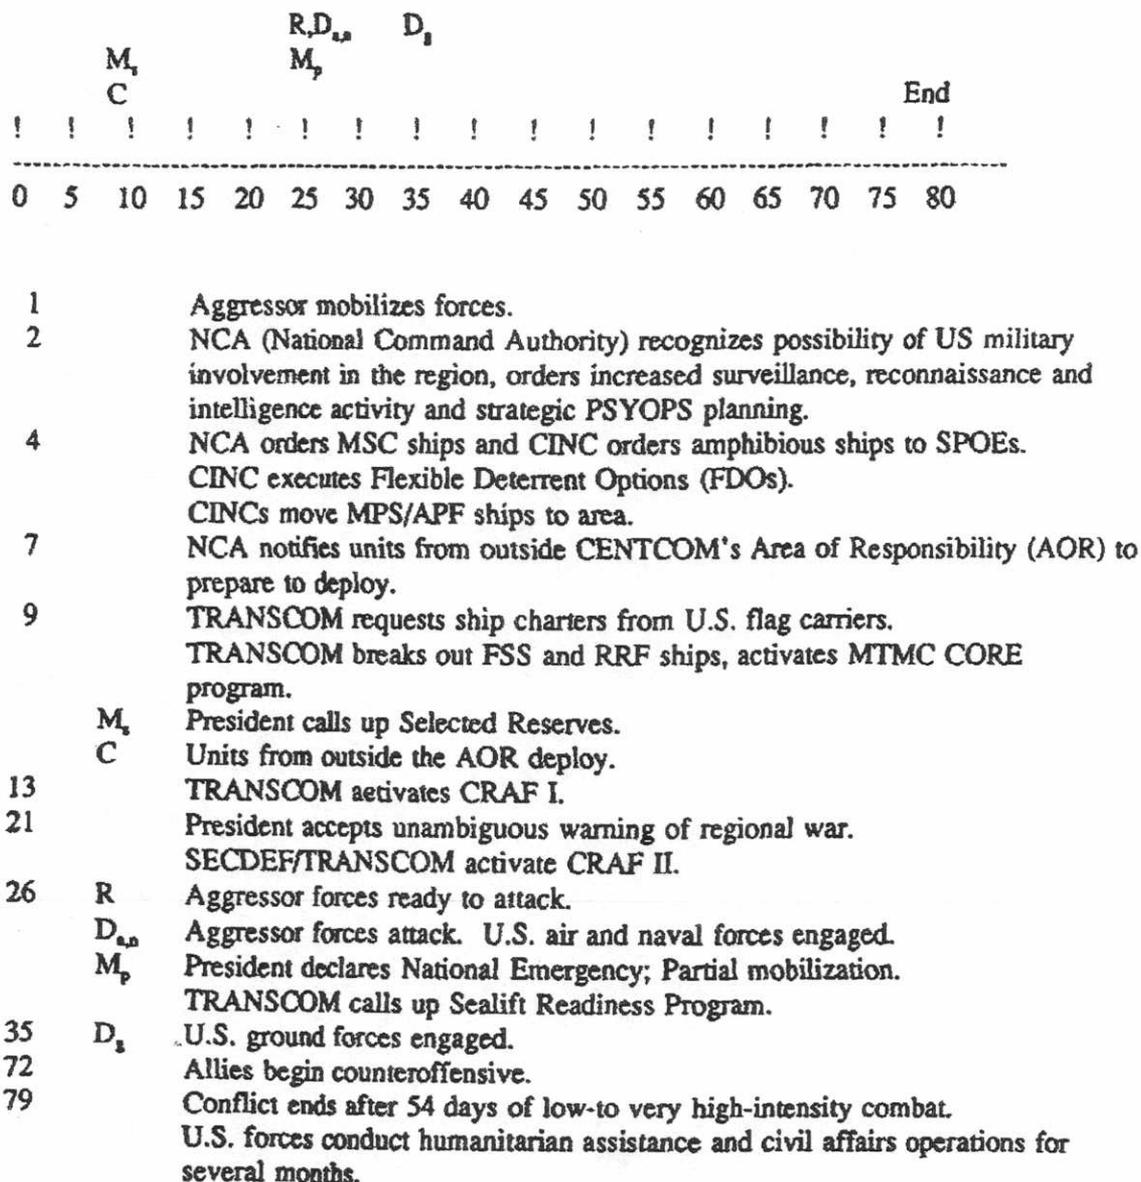 R,Dₐ,ₙ D_g
Mₛ Mₚ
C End
! ! ! ! ! ! ! ! ! ! ! ! ! ! ! ! !
0 5 10 15 20 25 30 35 40 45 50 55 60 65 70 75 80
1 Aggressor mobilizes forces.
2 NCA (National Command Authority) recognizes possibility of US military
involvement in the region, orders increased surveillance, reconnaissance and
intelligence activity and strategic PSYOPS planning.
4 NCA orders MSC ships and CINC orders amphibious ships to SPOEs.
CINC executes Flexible Deterrent Options (FDOs).
CINCs move MPS/APF ships to area.
7 NCA notifies units from outside CENTCOM's Area of Responsibility (AOR) to
prepare to deploy.
9 TRANSCOM requests ship charters from U.S. flag carriers.
TRANSCOM breaks out FSS and RRF ships, activates MTMC CORE
program.
Mₛ President calls up Selected Reserves.
C Units from outside the AOR deploy.
13 TRANSCOM activates CRAF I.
21 President accepts unambiguous warning of regional war.
SECDEF/TRANSCOM activate CRAF II.
26 R Aggressor forces ready to attack.
Dₐ,ₙ Aggressor forces attack. U.S. air and naval forces engaged.
Mₚ President declares National Emergency; Partial mobilization.
TRANSCOM calls up Sealift Readiness Program.
35 D_g U.S. ground forces engaged.
72 Allies begin counteroffensive.
79 Conflict ends after 54 days of low-to very high-intensity combat.
U.S. forces conduct humanitarian assistance and civil affairs operations for
several months.